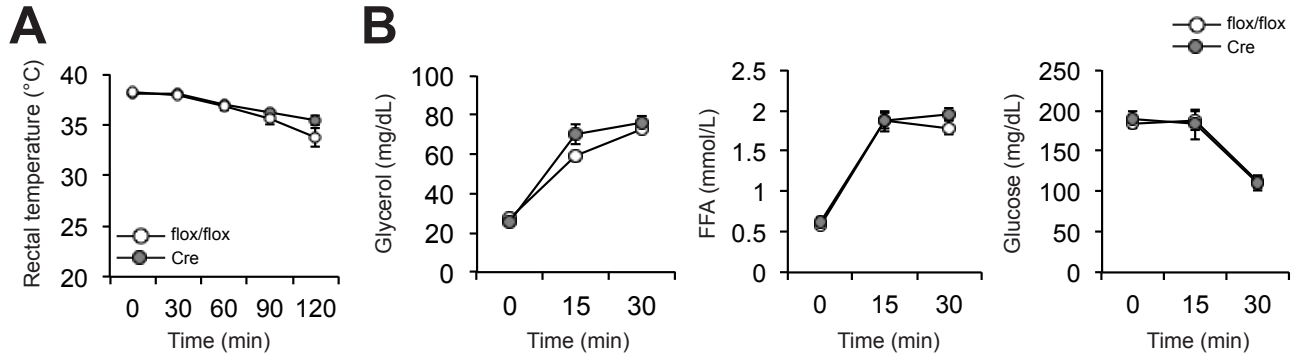 A
Rectal temperature (°C)
40
35
30
25
20
flox/flox
Cre
0 30 60 90 120
Time (min)
B
flox/flox
Cre
Glycerol (mg/dL)
100
80
60
40
20
0
0 15 30
Time (min)
FFA (mmol/L)
2.5
2
1.5
1
0.5
0
0 15 30
Time (min)
Glucose (mg/dL)
250
200
150
100
50
0
0 15 30
Time (min)